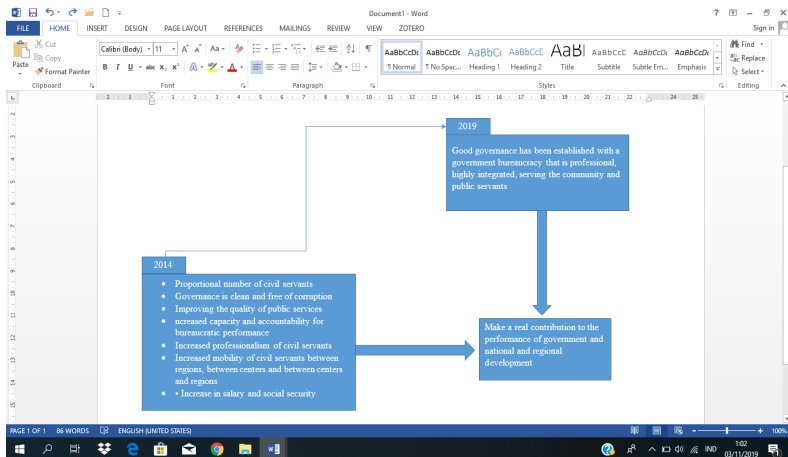 Document1 - Word
Sign in
FILE HOME INSERT DESIGN PAGE LAYOUT REFERENCES MAILINGS REVIEW VIEW ZOTERO
Paste
Cut
Copy
Format Painter
Clipboard
Calibri (Body) 11
Font
Paragraph
AaBbCcDc AaBbCcDc AaBbCc AaBbCcC AaB AaBbCcC AaBbCcDc AaBbCcDc
¶ Normal ¶ No Spac... Heading 1 Heading 2 Title Subtitle Subtle Em... Emphasis
Styles
Find
Replace
Select
Editing
2019
Good governance has been established with a
government bureaucracy that is professional,
highly integrated, serving the community and
public servants
2014
• Proportional number of civil servants
• Governance is clean and free of corruption
• Improving the quality of public services
• ncreased capacity and accountability for
bureaucratic performance
• Increased professionalism of civil servants
• Increased mobility of civil servants between
regions, between centers and between centers
and regions
• • Increase in salary and social security
Make a real contribution to the
performance of government and
national and regional
development
PAGE 1 OF 1 86 WORDS ENGLISH (UNITED STATES)
100%
IND
1:02
03/11/2019